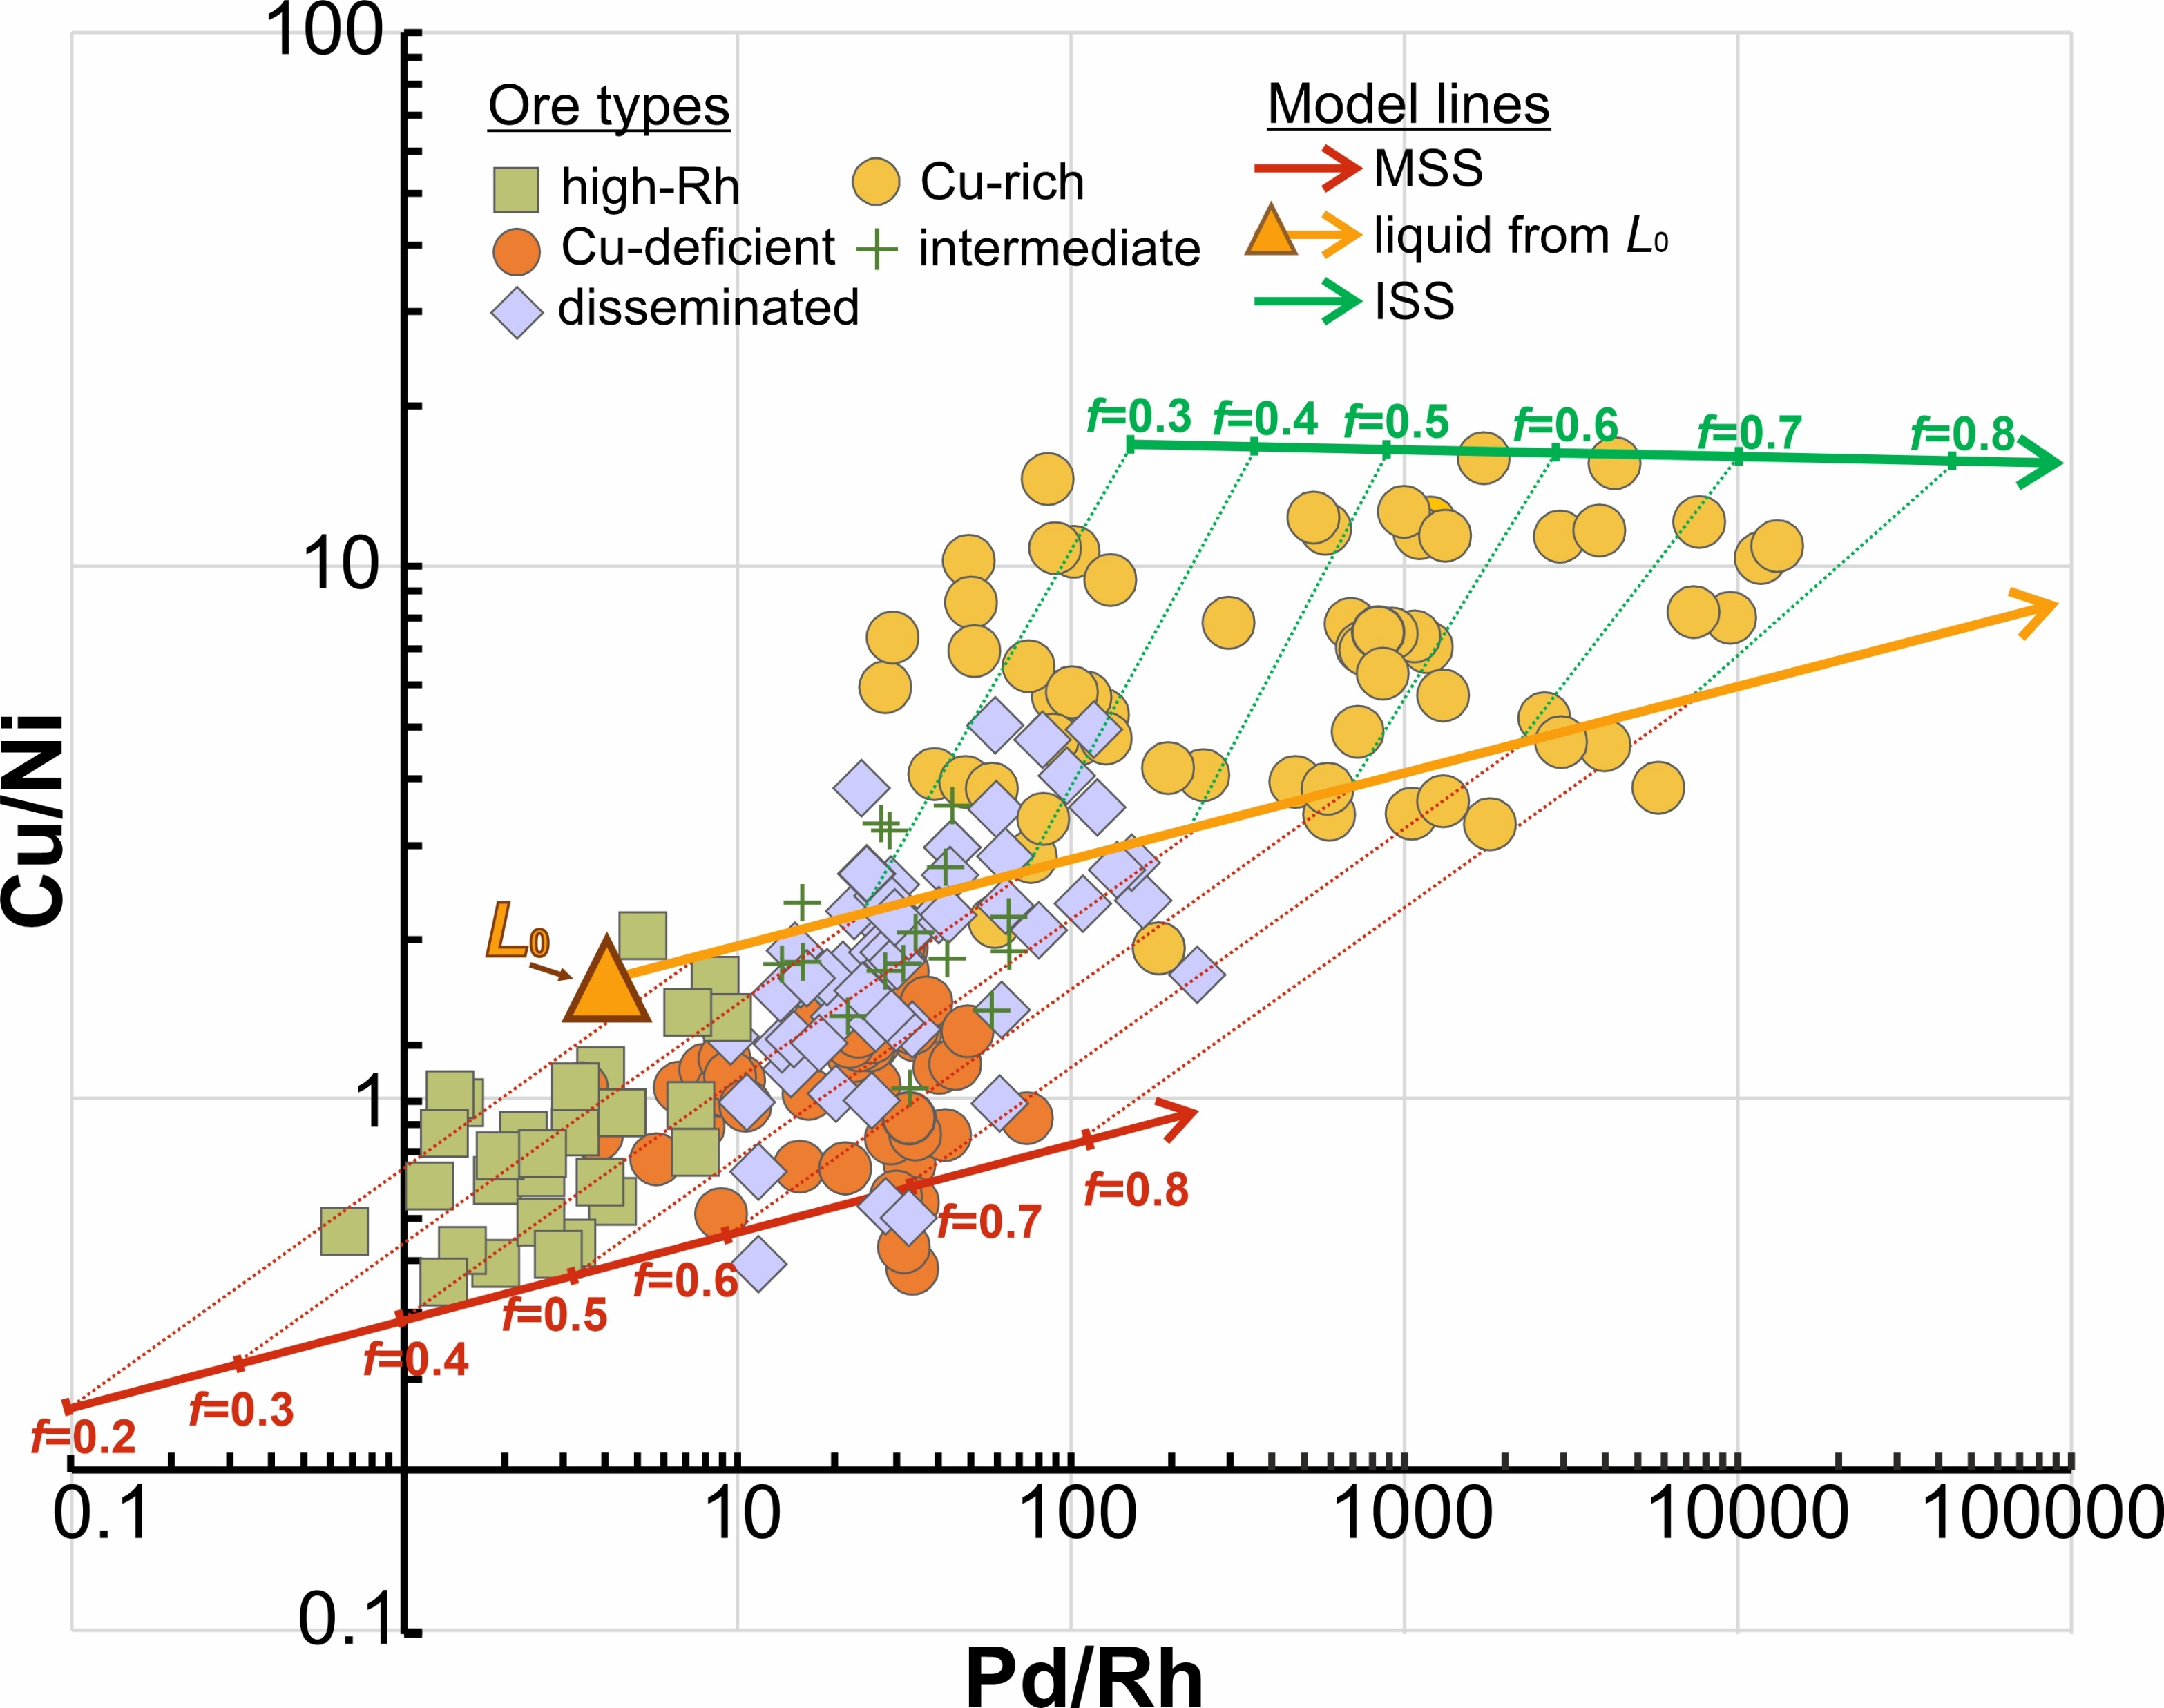 100
10
1
0.1
Cu/Ni
Ore types
high-Rh
Cu-deficient
disseminated
Cu-rich
intermediate
Model lines
MSS
liquid from L0
ISS
f=0.3
f=0.4
f=0.5
f=0.6
f=0.7
f=0.8
L0
f=0.2
f=0.3
f=0.4
f=0.5
f=0.6
f=0.7
f=0.8
0.1
10
100
1000
10000
100000
Pd/Rh